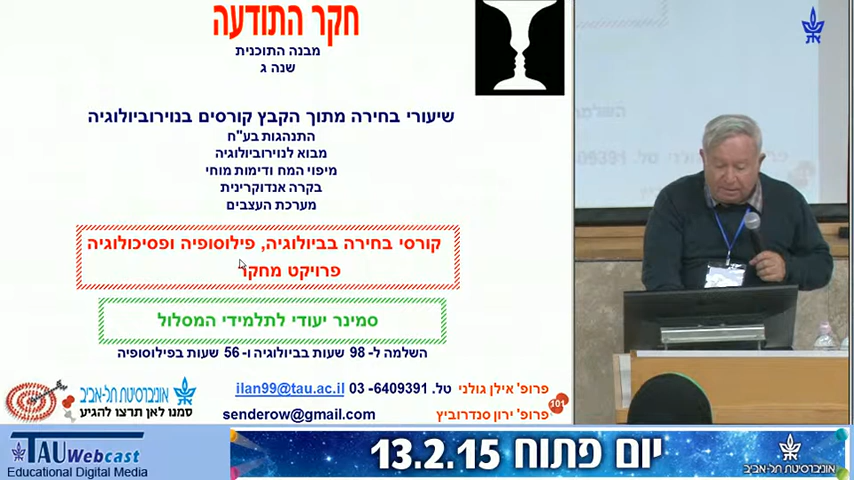 חקר התודעה
מבנה התוכנית
שנה ג
שיעורי בחירה מתוך הקבץ קורסים בנוירוביולוגיה
התנהגות בע"ח
מבוא לנוירוביולוגיה
מיפוי המח ודימות מוחי
בקרה אנדוקרינית
מערכת העצבים
קורסי בחירה בביולוגיה, פילוסופיה ופסיכולוגיה
פרויקט מחקר
סמינר יעודי לתלמידי המסלול
השלמה ל- 98 שעות בביולוגיה ו- 56 שעות בפילוסופיה
פרופ' אילן גולני טל. 03 -6409391 ilan99@tau.ac.il
פרופ' ירון סנדרוביץ senderow@gmail.com
101
אוניברסיטת תל-אביב
סמנו לאן תרצו להגיע
TAU Webcast
Educational Digital Media
יום פתוח 13.2.15
אוניברסיטת תל-אביב